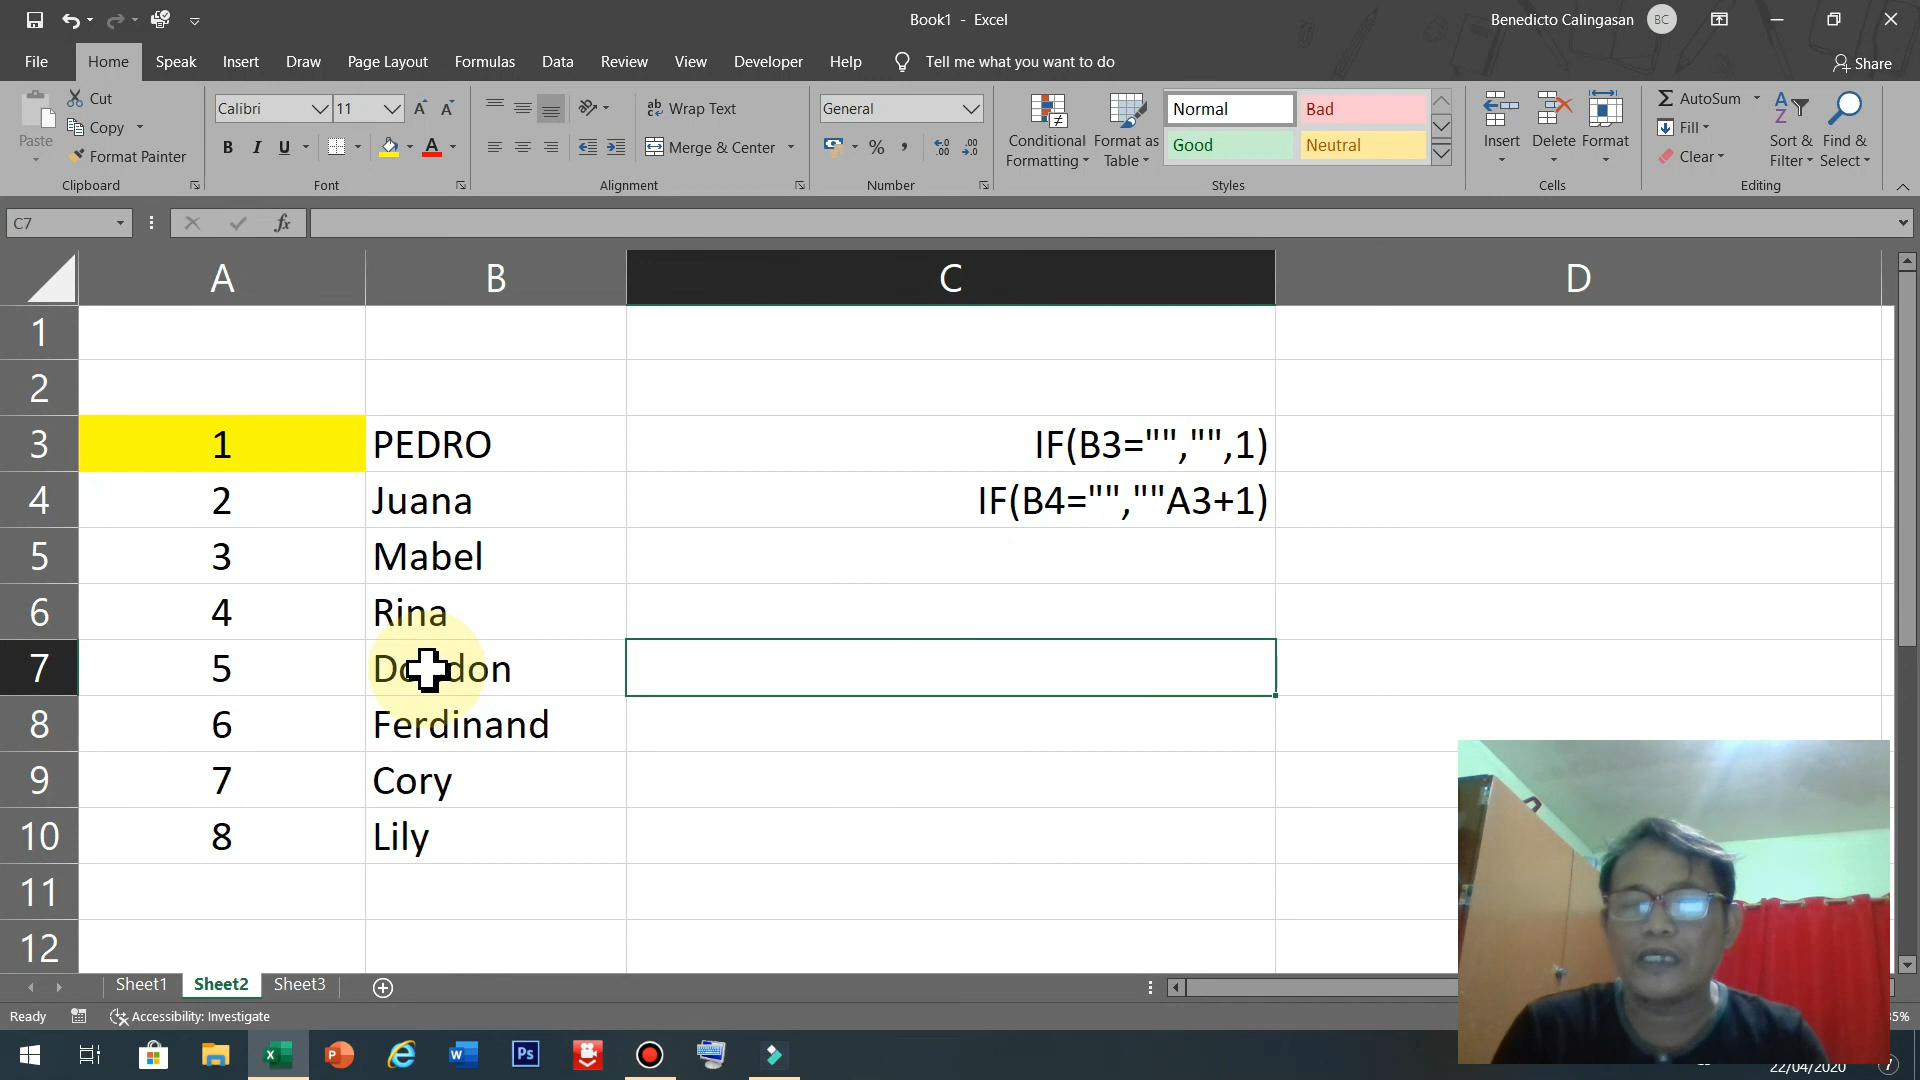 Book1 - Excel
Benedicto Calingasan
BC
File Home Speak Insert Draw Page Layout Formulas Data Review View Developer Help Tell me what you want to do Share
Paste
Cut
Copy
Format Painter
Calibri 11
B I U
A
Wrap Text
Merge & Center
General
%
Conditional
Formatting
Format as
Table
Normal Bad
Good Neutral
Insert Delete Format
AutoSum
Fill
Clear
Sort &
Filter
Find &
Select
Clipboard Font Alignment Number Styles Cells Editing
C7
fx
A B C D
1
2
3 1 PEDRO IF(B3="","",1)
4 2 Juana IF(B4="",""A3+1)
5 3 Mabel
6 4 Rina
7 5
8 6 Ferdinand
9 7 Cory
10 8 Lily
11
12
Sheet1 Sheet2 Sheet3
Ready Accessibility: Investigate
22/04/2020